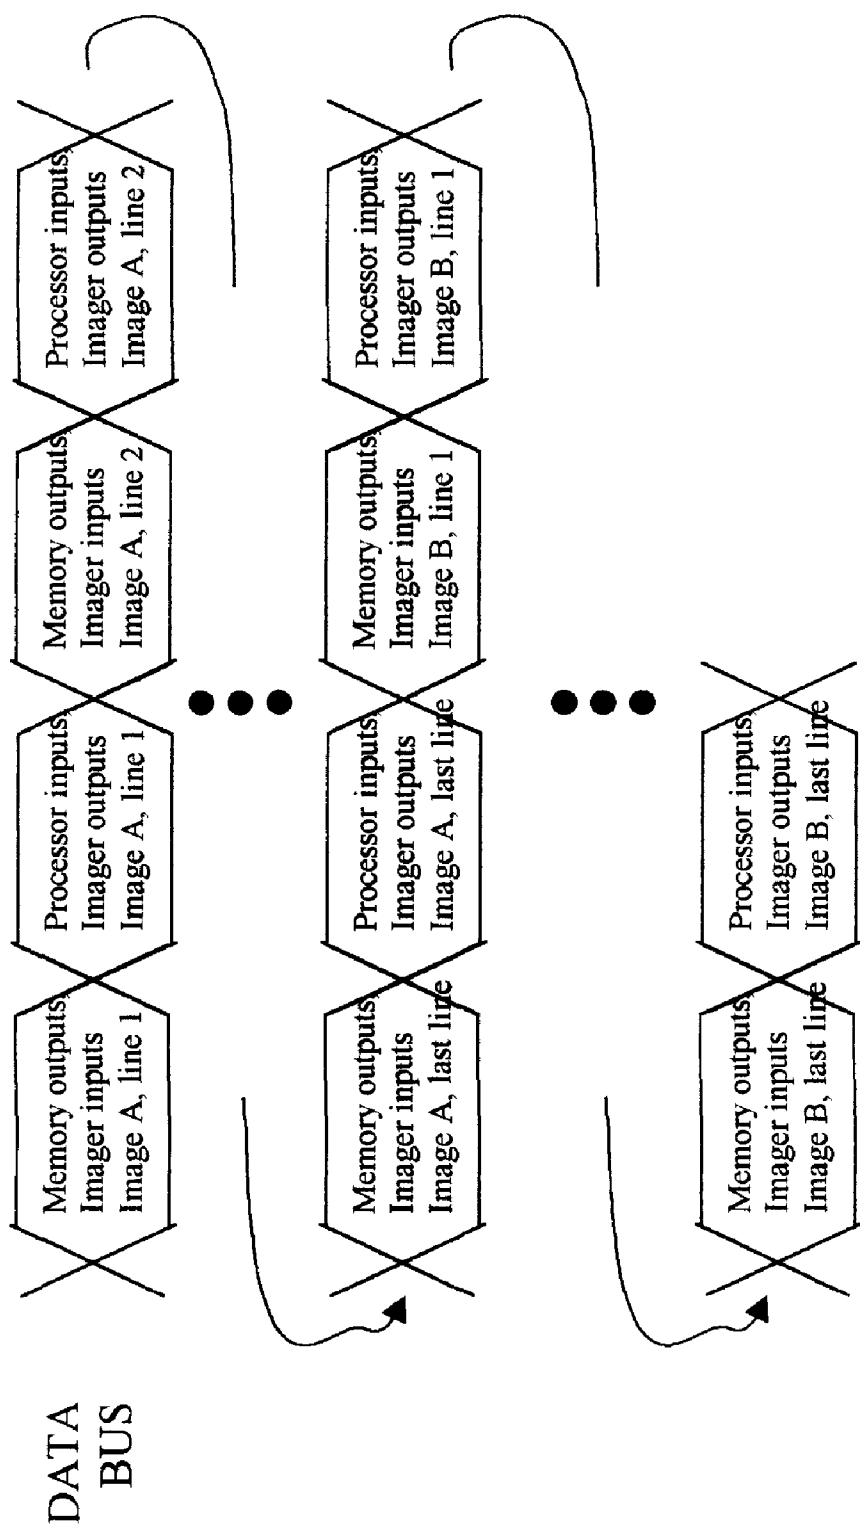 DATA
BUS
Memory outputs,
Imager inputs
Image A, line 1
Processor inputs,
Imager outputs
Image A, line 1
Memory outputs,
Imager inputs
Image A, line 2
Processor inputs,
Imager outputs
Image A, line 2
Memory outputs,
Imager inputs
Image A, last line
Processor inputs,
Imager outputs
Image A, last line
Memory outputs,
Imager inputs
Image B, line 1
Processor inputs,
Imager outputs
Image B, line 1
Memory outputs,
Imager inputs
Image B, last line
Processor inputs,
Imager outputs
Image B, last line